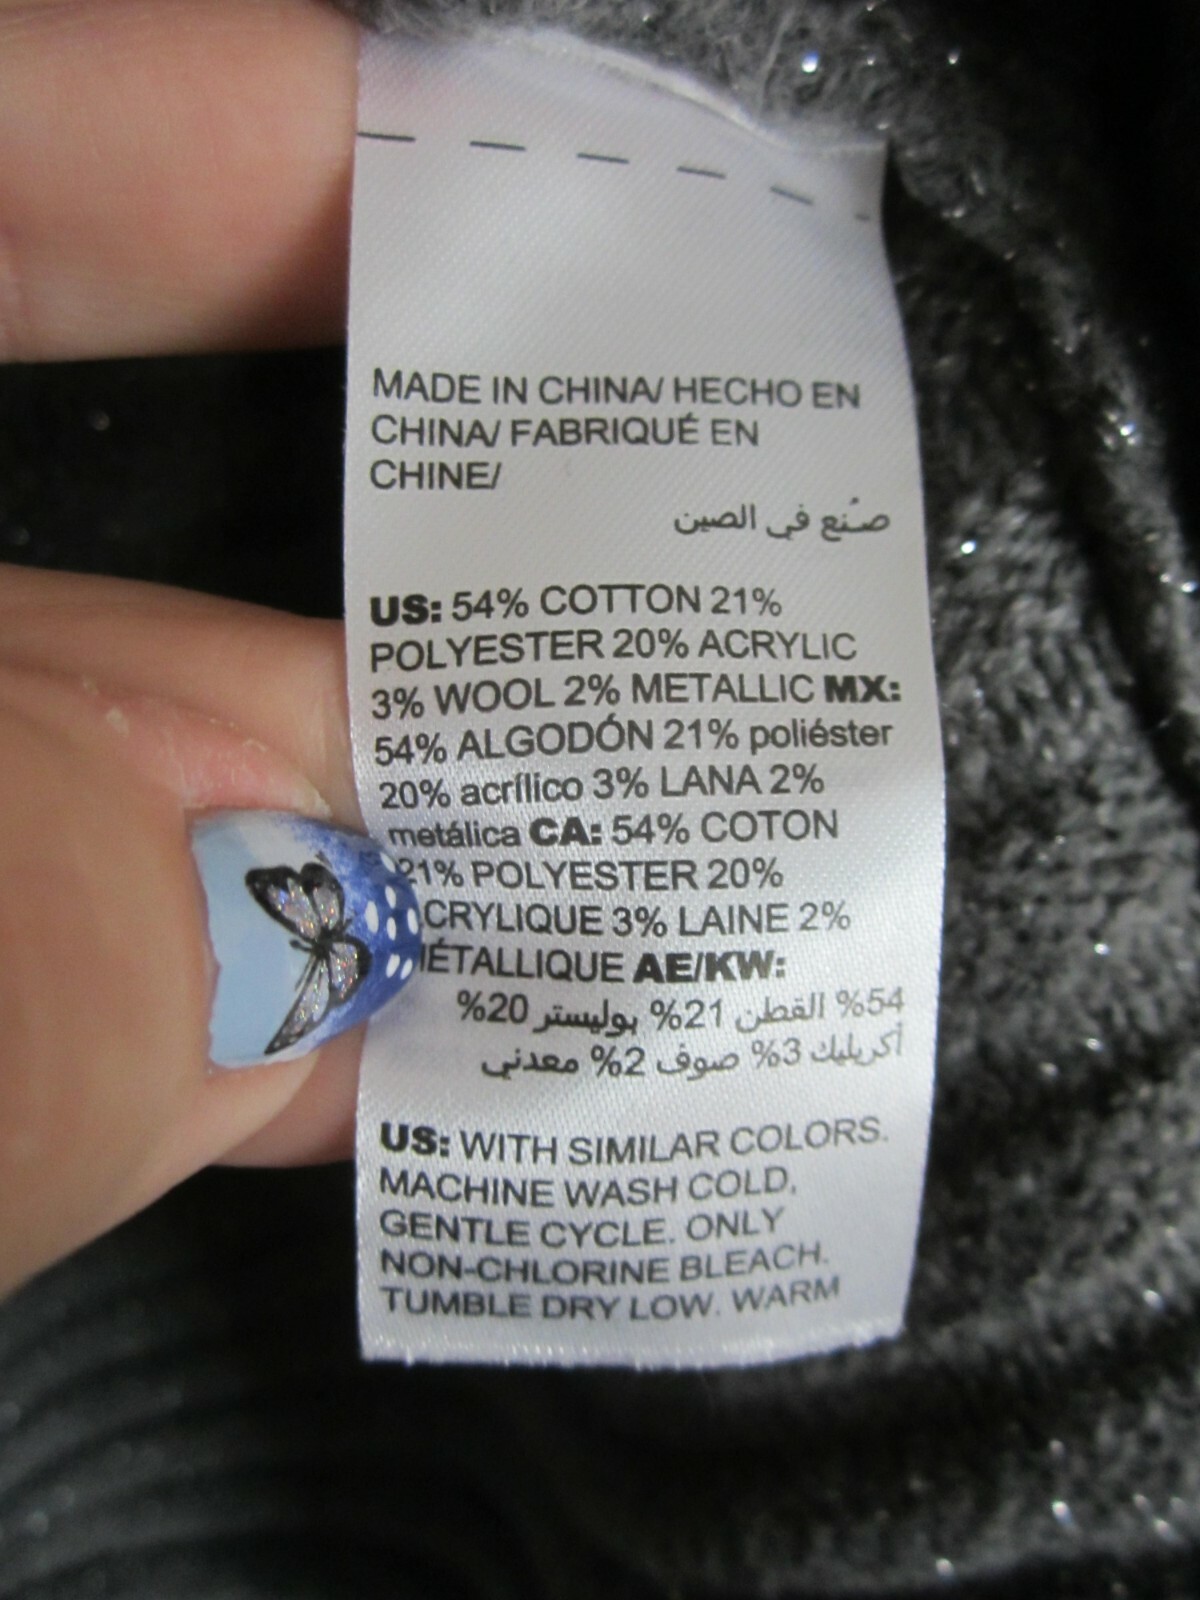 MADE IN CHINA/ HECHO EN
CHINA/ FABRIQUÉ EN
CHINE/
صُنع في الصين
US: 54% COTTON 21%
POLYESTER 20% ACRYLIC
3% WOOL 2% METALLIC MX:
54% ALGODÓN 21% poliéster
20% acrílico 3% LANA 2%
metálica CA: 54% COTON
21% POLYESTER 20%
CRYLIQUE 3% LAINE 2%
ÉTALLIQUE AE/KW:
54% القطن 21% بوليستر 20%
أكريليك 3% صوف 2% معدني
US: WITH SIMILAR COLORS.
MACHINE WASH COLD,
GENTLE CYCLE. ONLY
NON-CHLORINE BLEACH.
TUMBLE DRY LOW. WARM